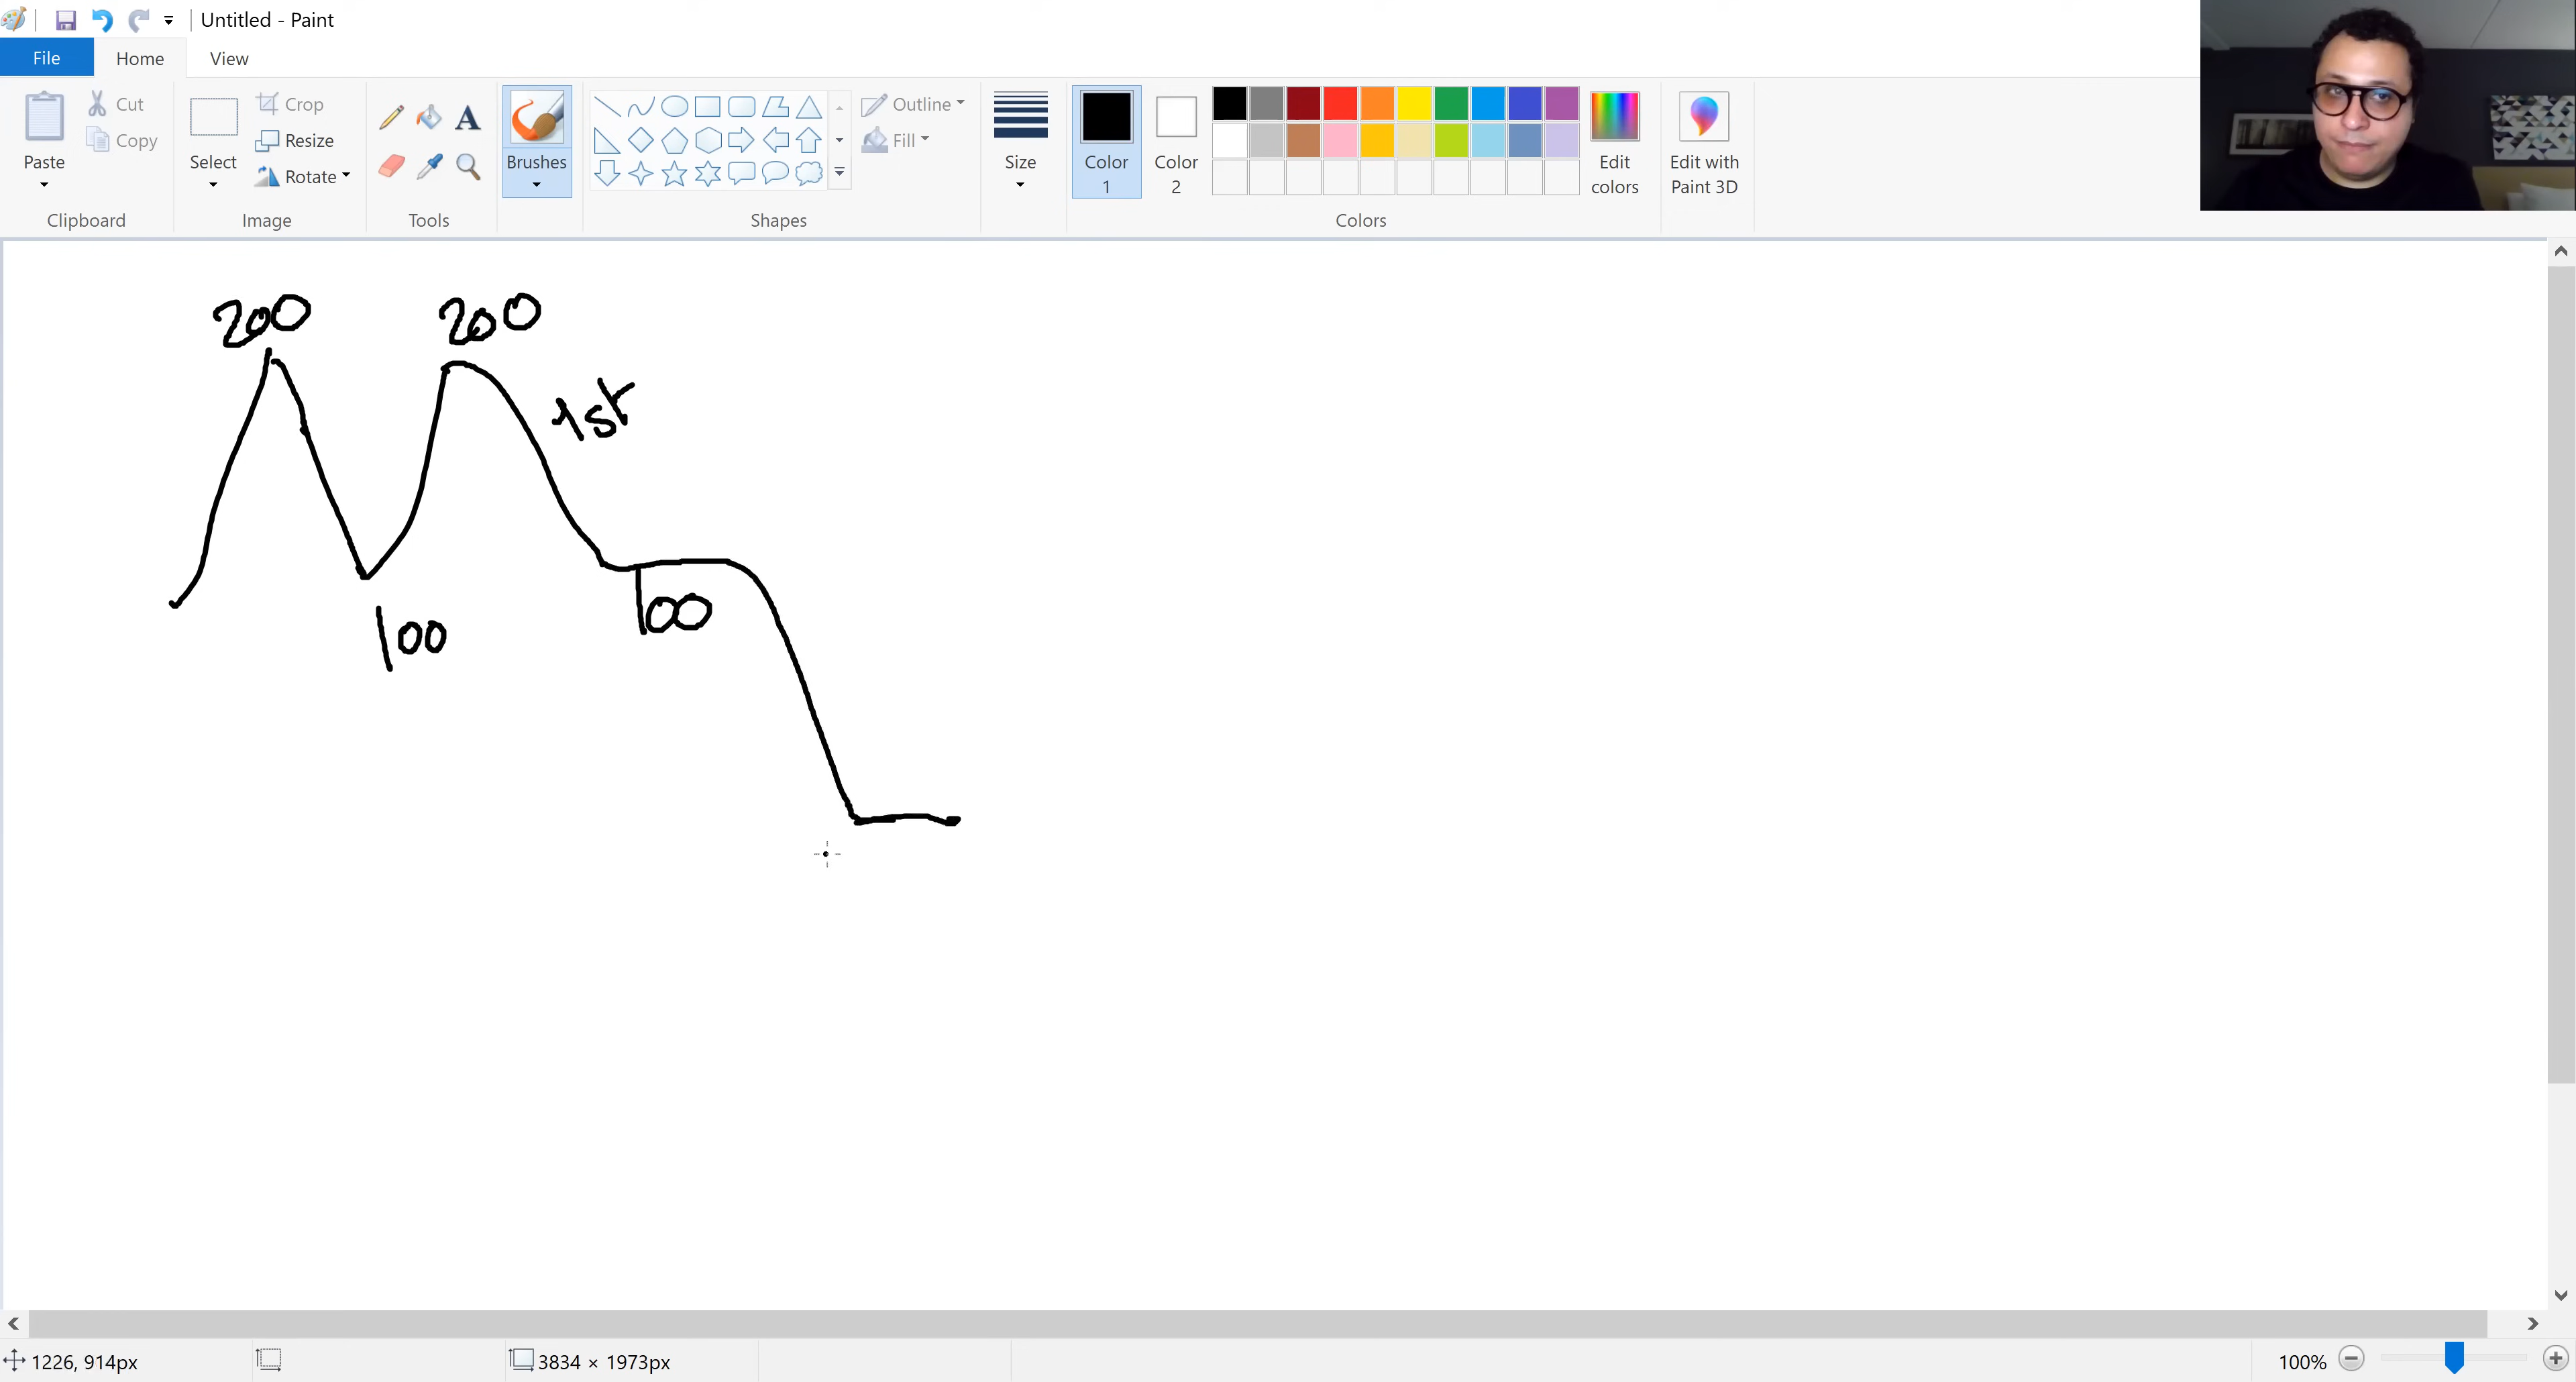 Untitled - Paint
File Home View
Paste
Cut
Copy
Clipboard
Select
Crop
Resize
Rotate
Image
Tools
Brushes
Shapes
Outline
Fill
Size
Color 1
Color 2
Edit colors
Colors
Edit with Paint 3D
200 200
1st
100
100
1226, 914px 3834 × 1973px 100%